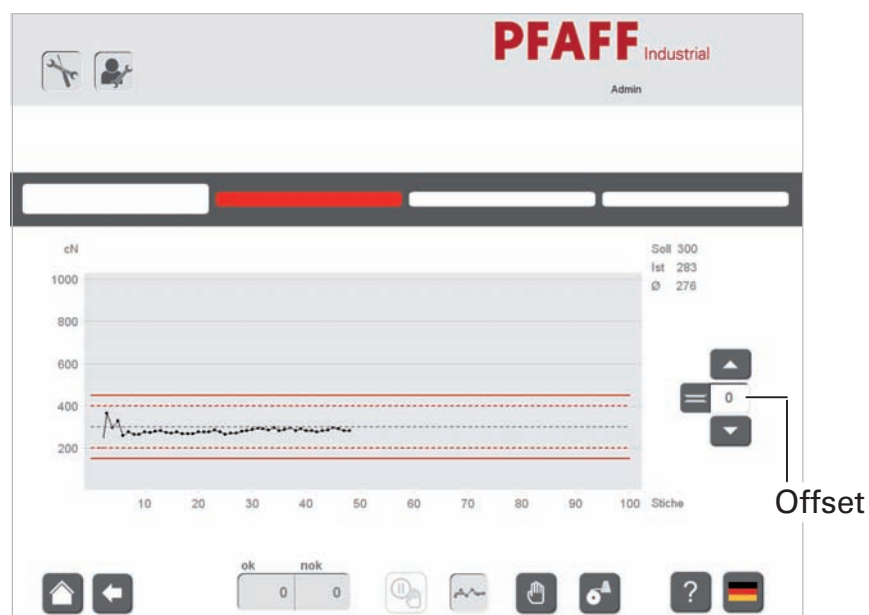 PFAFF Industrial
Admin
cN
Soll 300
Ist 283
Ø 276
1000
800
600
400
200
0
10 20 30 40 50 60 70 80 90 100 Stiche
Offset
ok nok
0 0
?